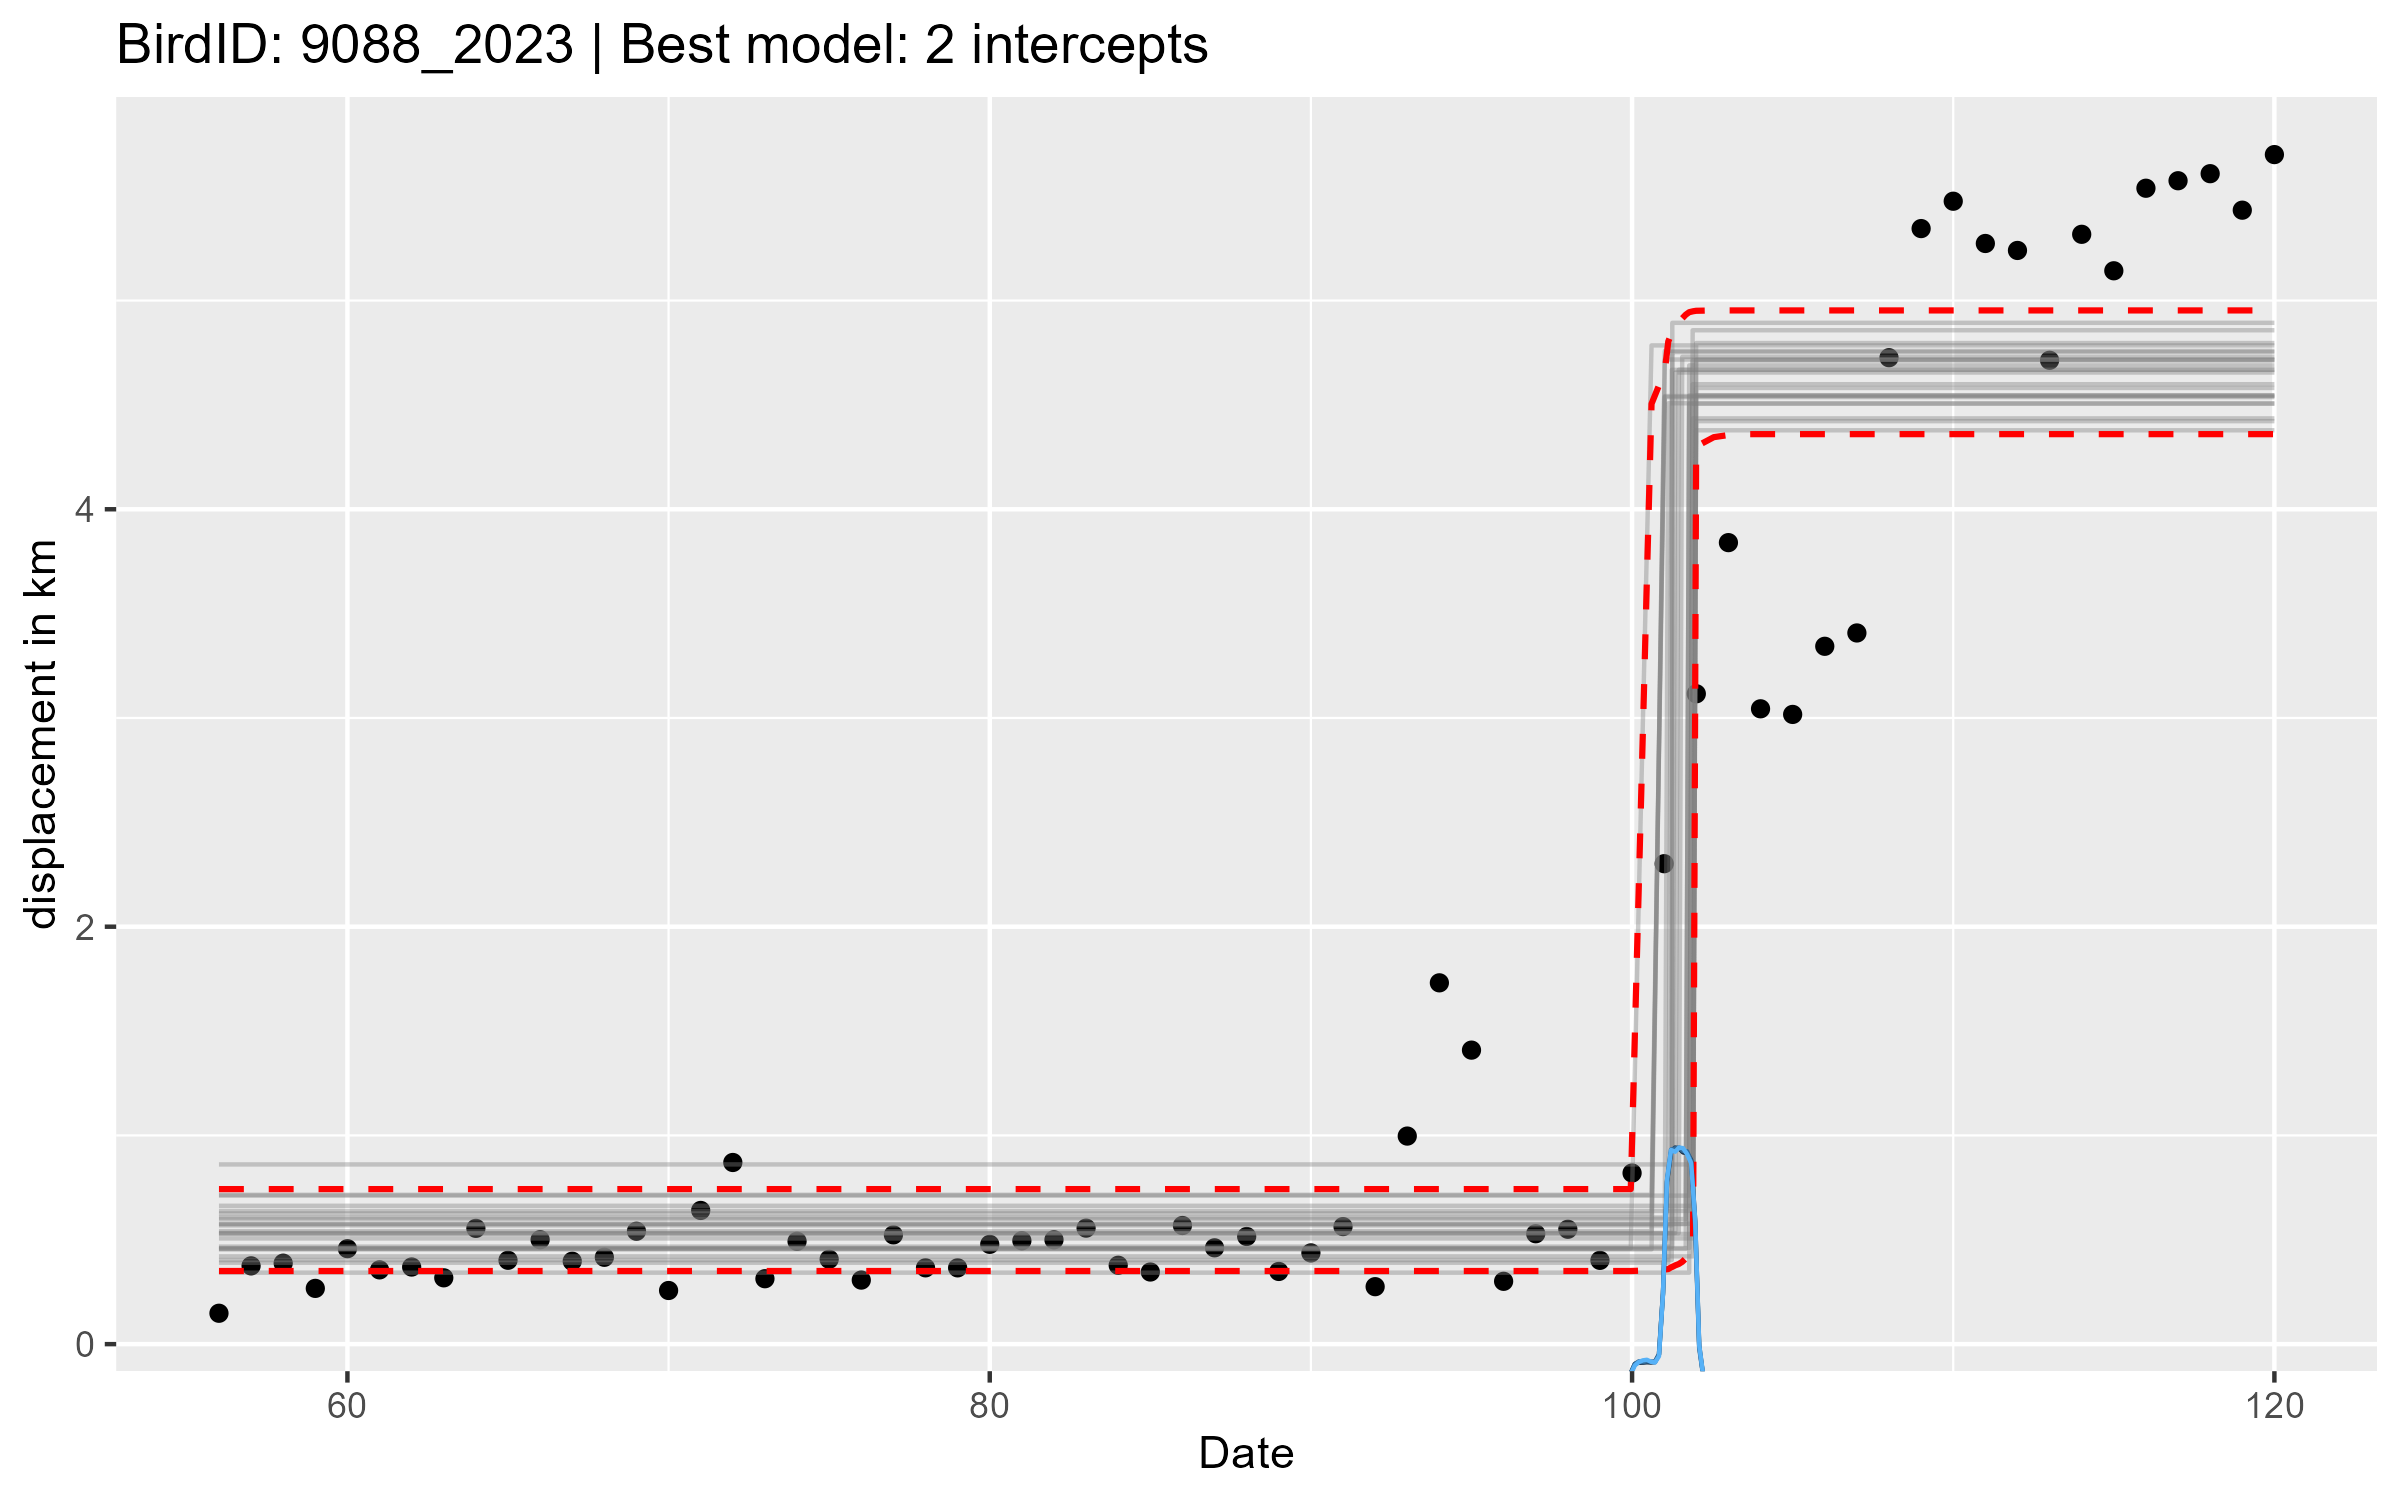 BirdID: 9088_2023 | Best model: 2 intercepts
displacement in km
4
2
0
60 80 100 120
Date